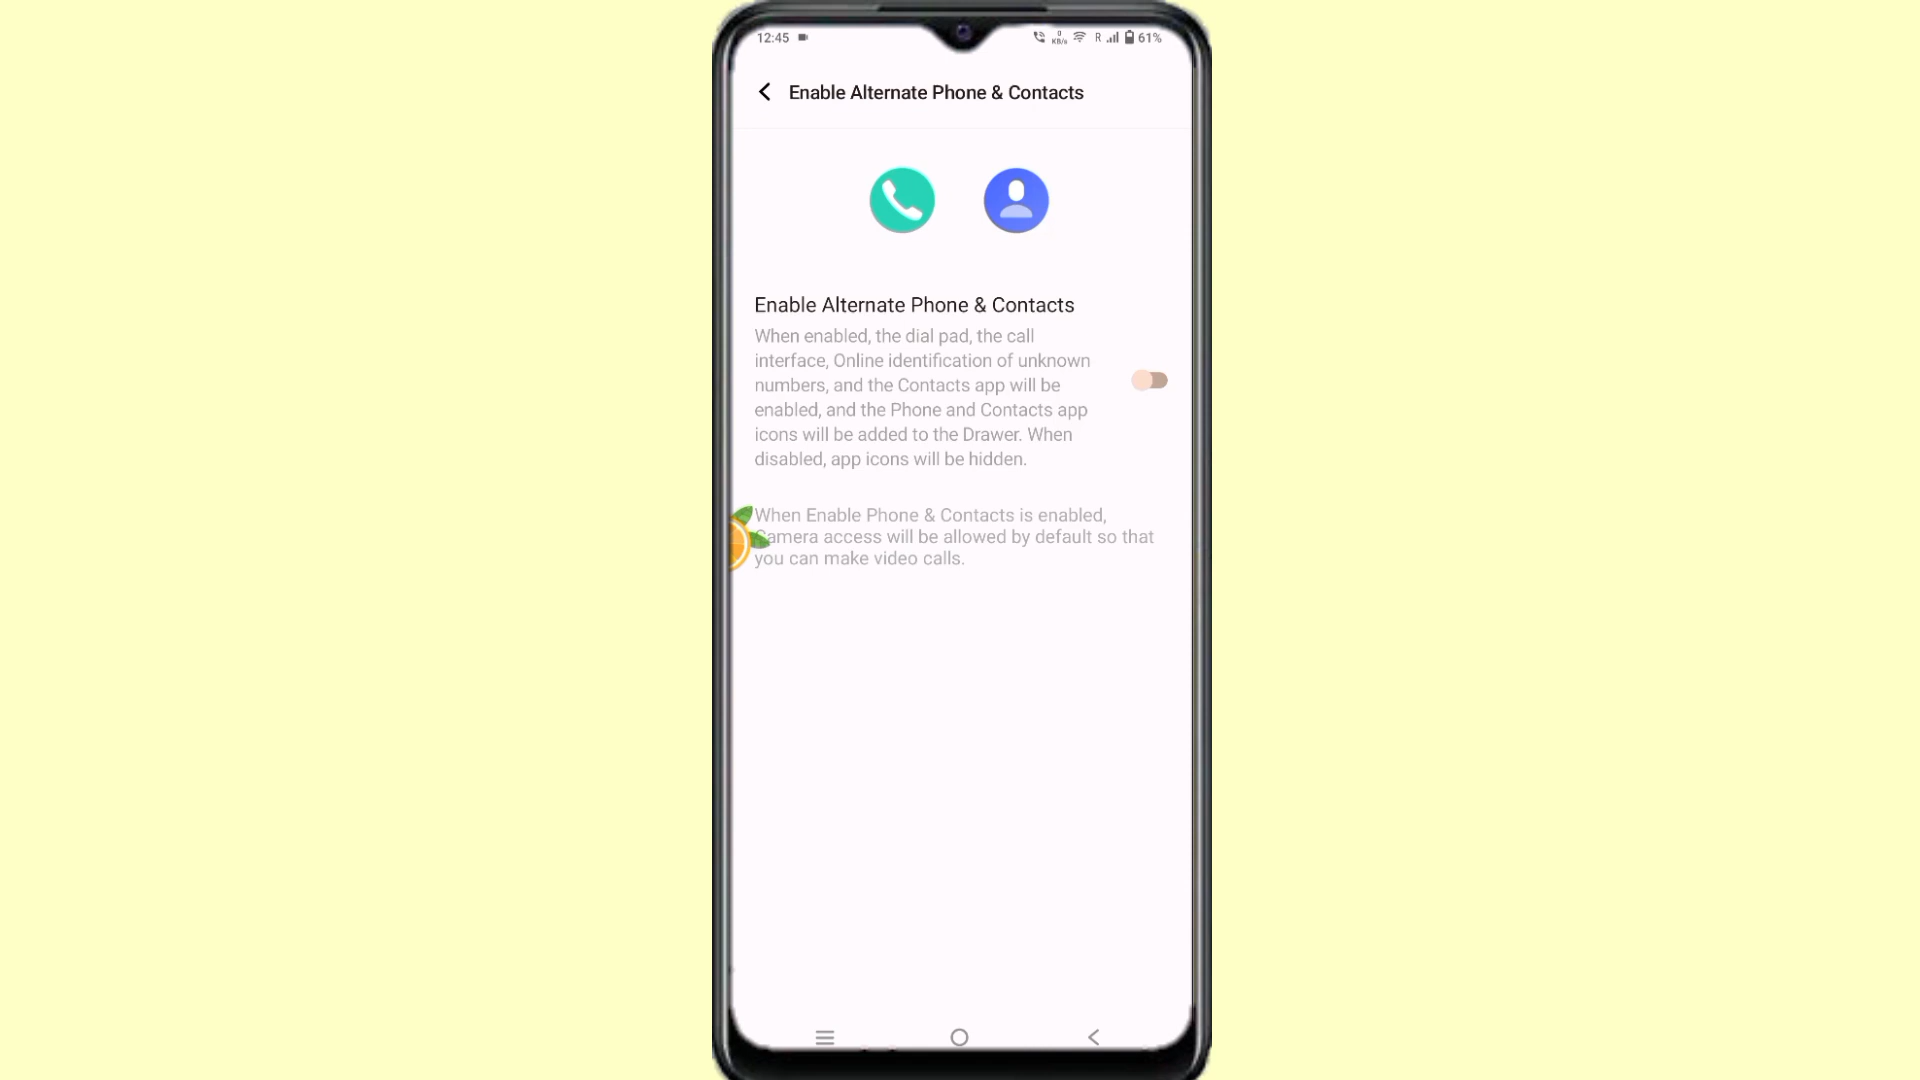 12:45 0 KB/s R 61%
Enable Alternate Phone & Contacts
Enable Alternate Phone & Contacts
When enabled, the dial pad, the call
interface, Online identification of unknown
numbers, and the Contacts app will be
enabled, and the Phone and Contacts app
icons will be added to the Drawer. When
disabled, app icons will be hidden.
When Enable Phone & Contacts is enabled,
Camera access will be allowed by default so that
you can make video calls.